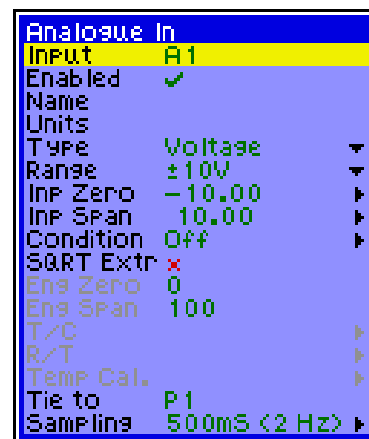 Analogue In
Input A1
Enabled ✓
Name
Units
Type Voltage
Range ±10V
Inp Zero −10.00
Inp Span 10.00
Condition Off
SQRT Extr x
Eng Zero 0
Eng Span 100
T/C
R/T
Temp Cal.
Tie to P1
Sampling 500mS (2 Hz)